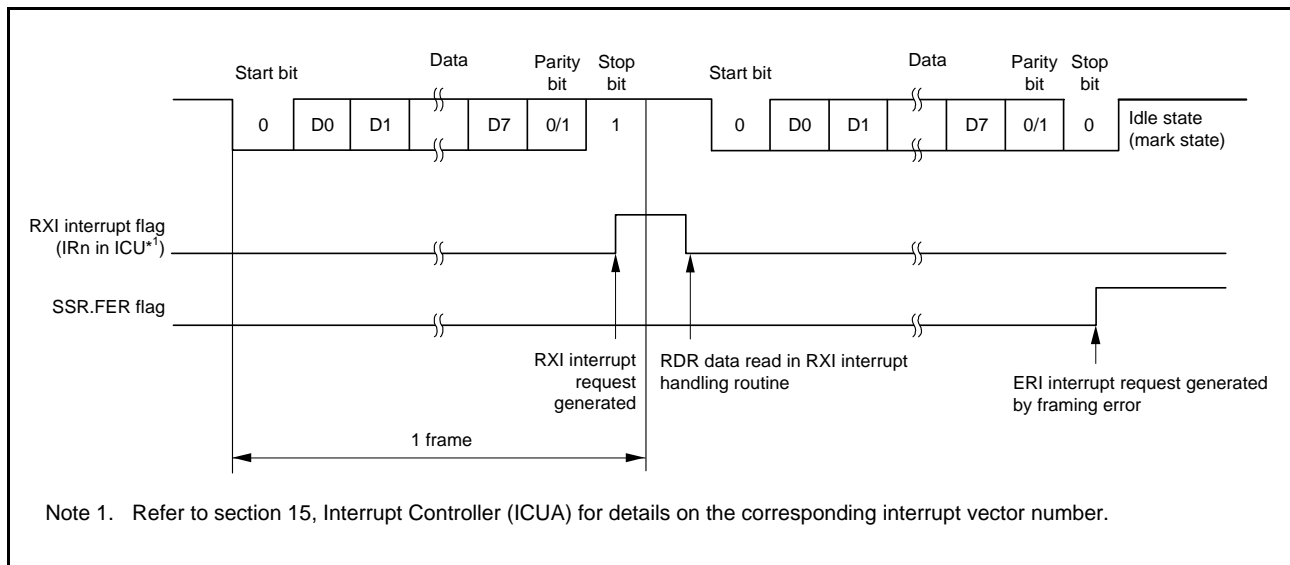 Start bit Data Parity bit Stop bit Start bit Data Parity bit Stop bit
0 D0 D1 D7 0/1 1 0 D0 D1 D7 0/1 0 Idle state (mark state)
RXI interrupt flag
(IRn in ICU*1)
SSR.FER flag
RXI interrupt
request
generated
RDR data read in RXI interrupt
handling routine
ERI interrupt request generated
by framing error
1 frame
Note 1. Refer to section 15, Interrupt Controller (ICUA) for details on the corresponding interrupt vector number.